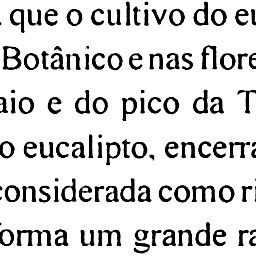 que o cultivo do eu
Botânico e nas flore
aio e do pico da T
o eucalipto, encerra
considerada como ri
forma um grande ra